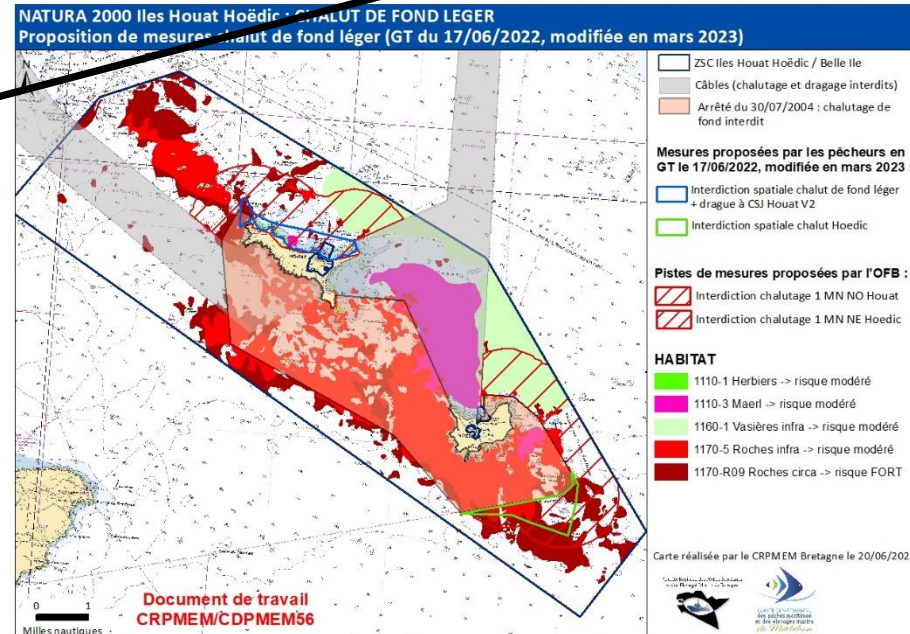 NATURA 2000 Iles Houat Hoëdic : CHALUT DE FOND LEGER
Proposition de mesures chalut de fond léger (GT du 17/06/2022, modifiée en mars 2023)
ZSC Iles Houat Hoëdic / Belle Ile
Câbles (chalutage et dragage interdits)
Arrêté du 30/07/2004 : chalutage de
fond interdit
Mesures proposées par les pêcheurs en
GT le 17/06/2022, modifiée en mars 2023
Interdiction spatiale chalut de fond léger
+ drague à CSJ Houat V2
Interdiction spatiale chalut Hoedic
Pistes de mesures proposées par l'OFB :
Interdiction chalutage 1 MN NO Houat
Interdiction chalutage 1 MN NE Hoedic
HABITAT
1110-1 Herbiers -> risque modéré
1110-3 Maerl -> risque modéré
1160-1 Vasières infra -> risque modéré
1170-5 Roches infra -> risque modéré
1170-R09 Roches circa -> risque FORT
Carte réalisée par le CRPMEM Bretagne le 20/06/202
0 1
Milles nautiques
Document de travail
CRPMEM/CDPMEM56